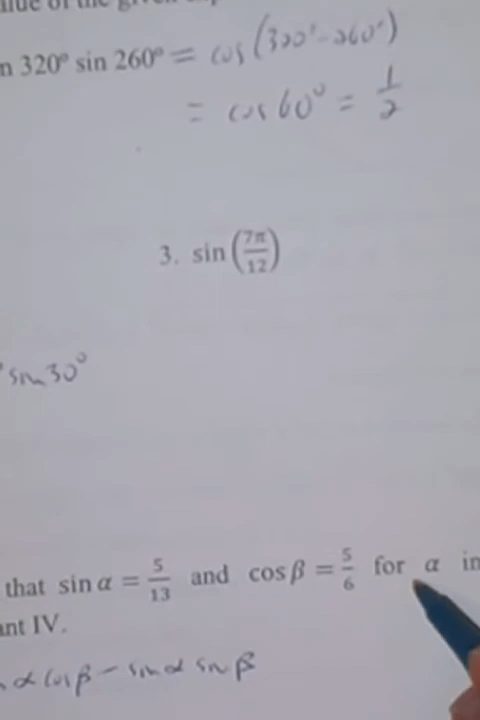 n 320° sin 260° = cos(320° - 260°)
= cos 60° = 1/2
3. sin (7π/12)
sin 30°
that sin α = 5/13 and cos β = 5/6 for α in
ant IV.
α cos β - sin α sin β